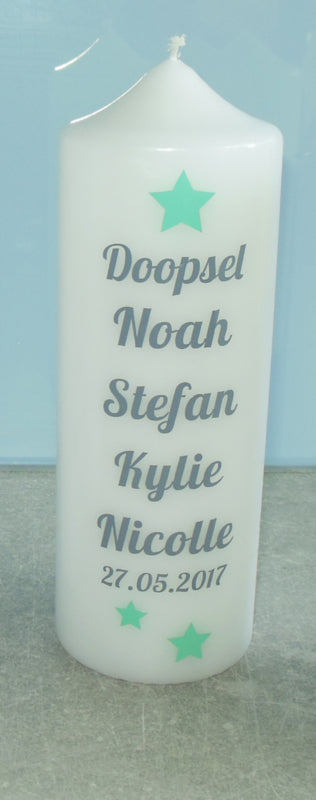 Doopsel
Noah
Stefan
Kylie
Nicolle
27.05.2017